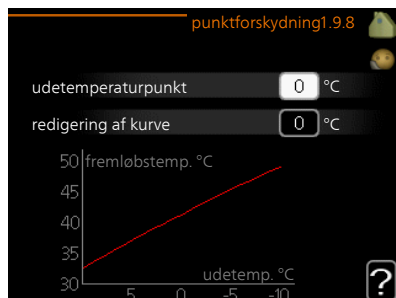 punktforskydning1.9.8
udetemperaturpunkt 0 °C
redigering af kurve 0 °C
50 fremløbstemp. °C
45
40
35
30 udetemp. °C
5 0 -5 -10
?